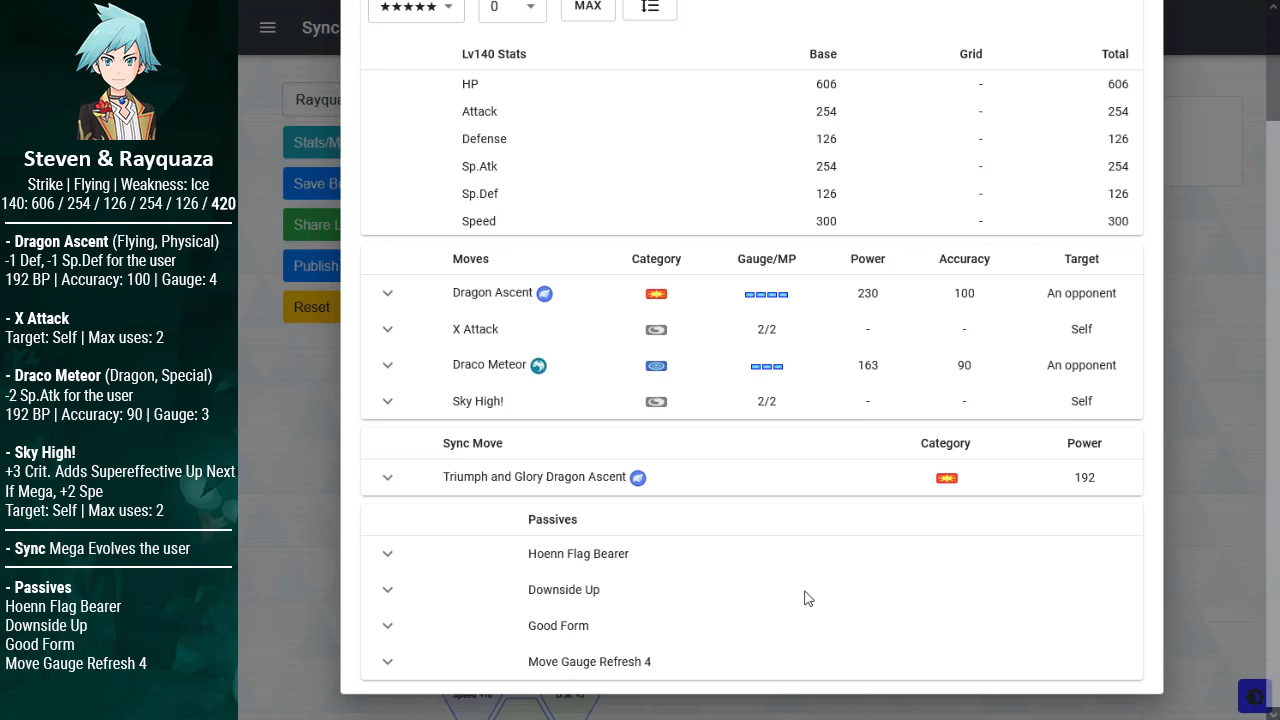 Steven & Rayquaza
Strike | Flying | Weakness: Ice
140: 606 / 254 / 126 / 254 / 126 / 420
- Dragon Ascent (Flying, Physical)
-1 Def, -1 Sp.Def for the user
192 BP | Accuracy: 100 | Gauge: 4
- X Attack
Target: Self | Max uses: 2
- Draco Meteor (Dragon, Special)
-2 Sp.Atk for the user
192 BP | Accuracy: 90 | Gauge: 3
- Sky High!
+3 Crit. Adds Supereffective Up Next
If Mega, +2 Spe
Target: Self | Max uses: 2
- Sync Mega Evolves the user
- Passives
Hoenn Flag Bearer
Downside Up
Good Form
Move Gauge Refresh 4
Sync
Rayqua
Stats/M
Save Bu
Share L
Publish
Reset
★★★★★ 0 MAX
Lv140 Stats Base Grid Total
HP 606 - 606
Attack 254 - 254
Defense 126 - 126
Sp.Atk 254 - 254
Sp.Def 126 - 126
Speed 300 - 300
Moves Category Gauge/MP Power Accuracy Target
Dragon Ascent 230 100 An opponent
X Attack 2/2 - - Self
Draco Meteor 163 90 An opponent
Sky High! 2/2 - - Self
Sync Move Category Power
Triumph and Glory Dragon Ascent 192
Passives
Hoenn Flag Bearer
Downside Up
Good Form
Move Gauge Refresh 4